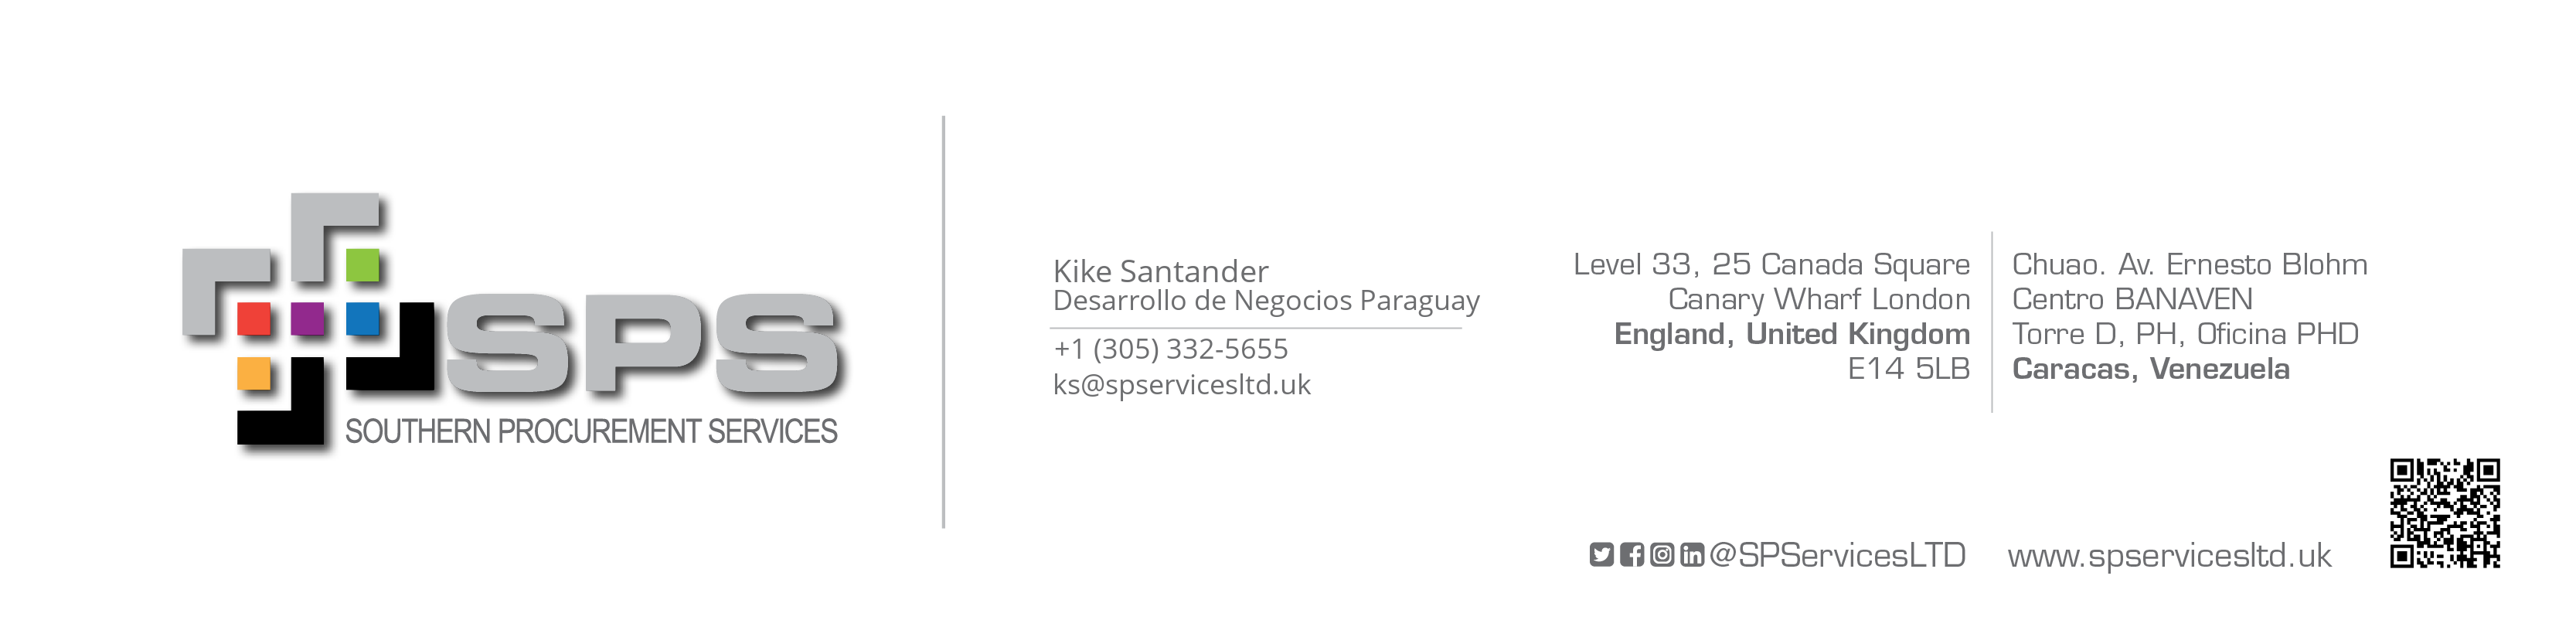 SPS
SOUTHERN PROCUREMENT SERVICES
Kike Santander
Desarrollo de Negocios Paraguay
+1 (305) 332-5655
ks@spservicesltd.uk
Level 33, 25 Canada Square
Canary Wharf London
England, United Kingdom
E14 5LB
Chuao. Av. Ernesto Blohm
Centro BANAVEN
Torre D, PH, Oficina PHD
Caracas, Venezuela
@SPServicesLTD
www.spservicesltd.uk